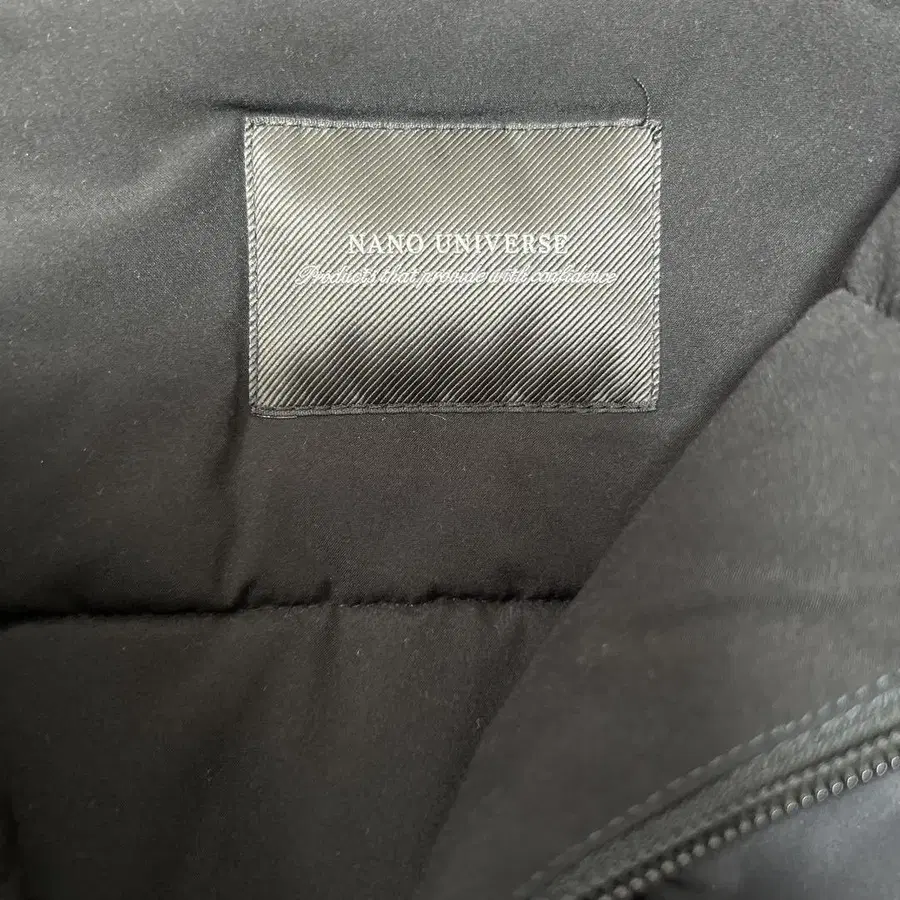 NANO UNIVERSE
Products that provide with confidence